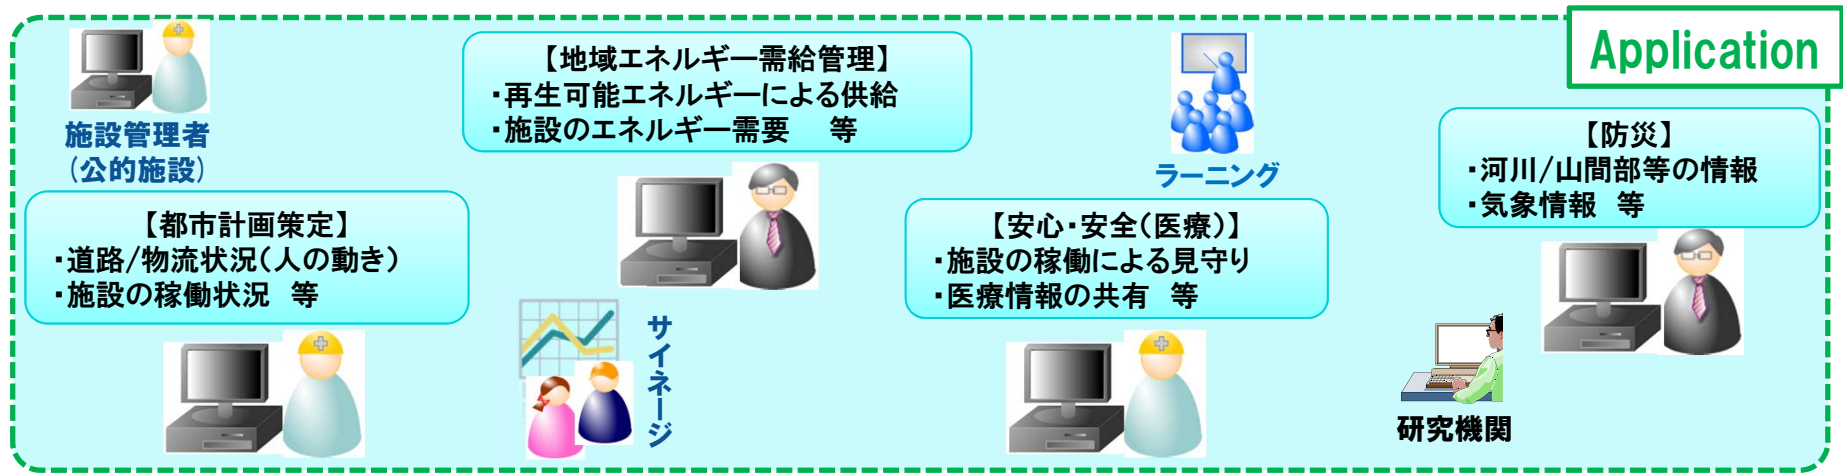 Application
施設管理者
(公的施設)
【都市計画策定】
・道路/物流状況(人の動き)
・施設の稼働状況　等
【地域エネルギー需給管理】
・再生可能エネルギーによる供給
・施設のエネルギー需要　等
サイネージ
ラーニング
【安心・安全(医療)】
・施設の稼働による見守り
・医療情報の共有　等
【防災】
・河川/山間部等の情報
・気象情報　等
研究機関